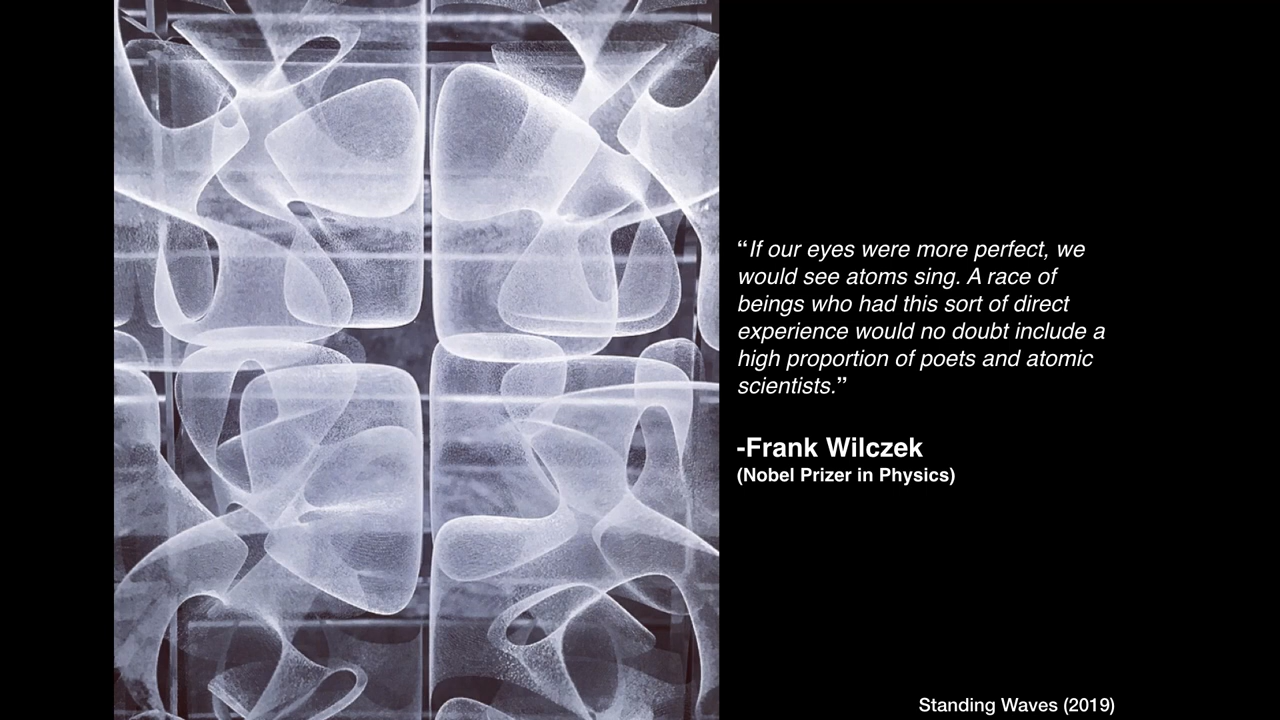 “If our eyes were more perfect, we
would see atoms sing. A race of
beings who had this sort of direct
experience would no doubt include a
high proportion of poets and atomic
scientists.”
-Frank Wilczek
(Nobel Prizer in Physics)
Standing Waves (2019)